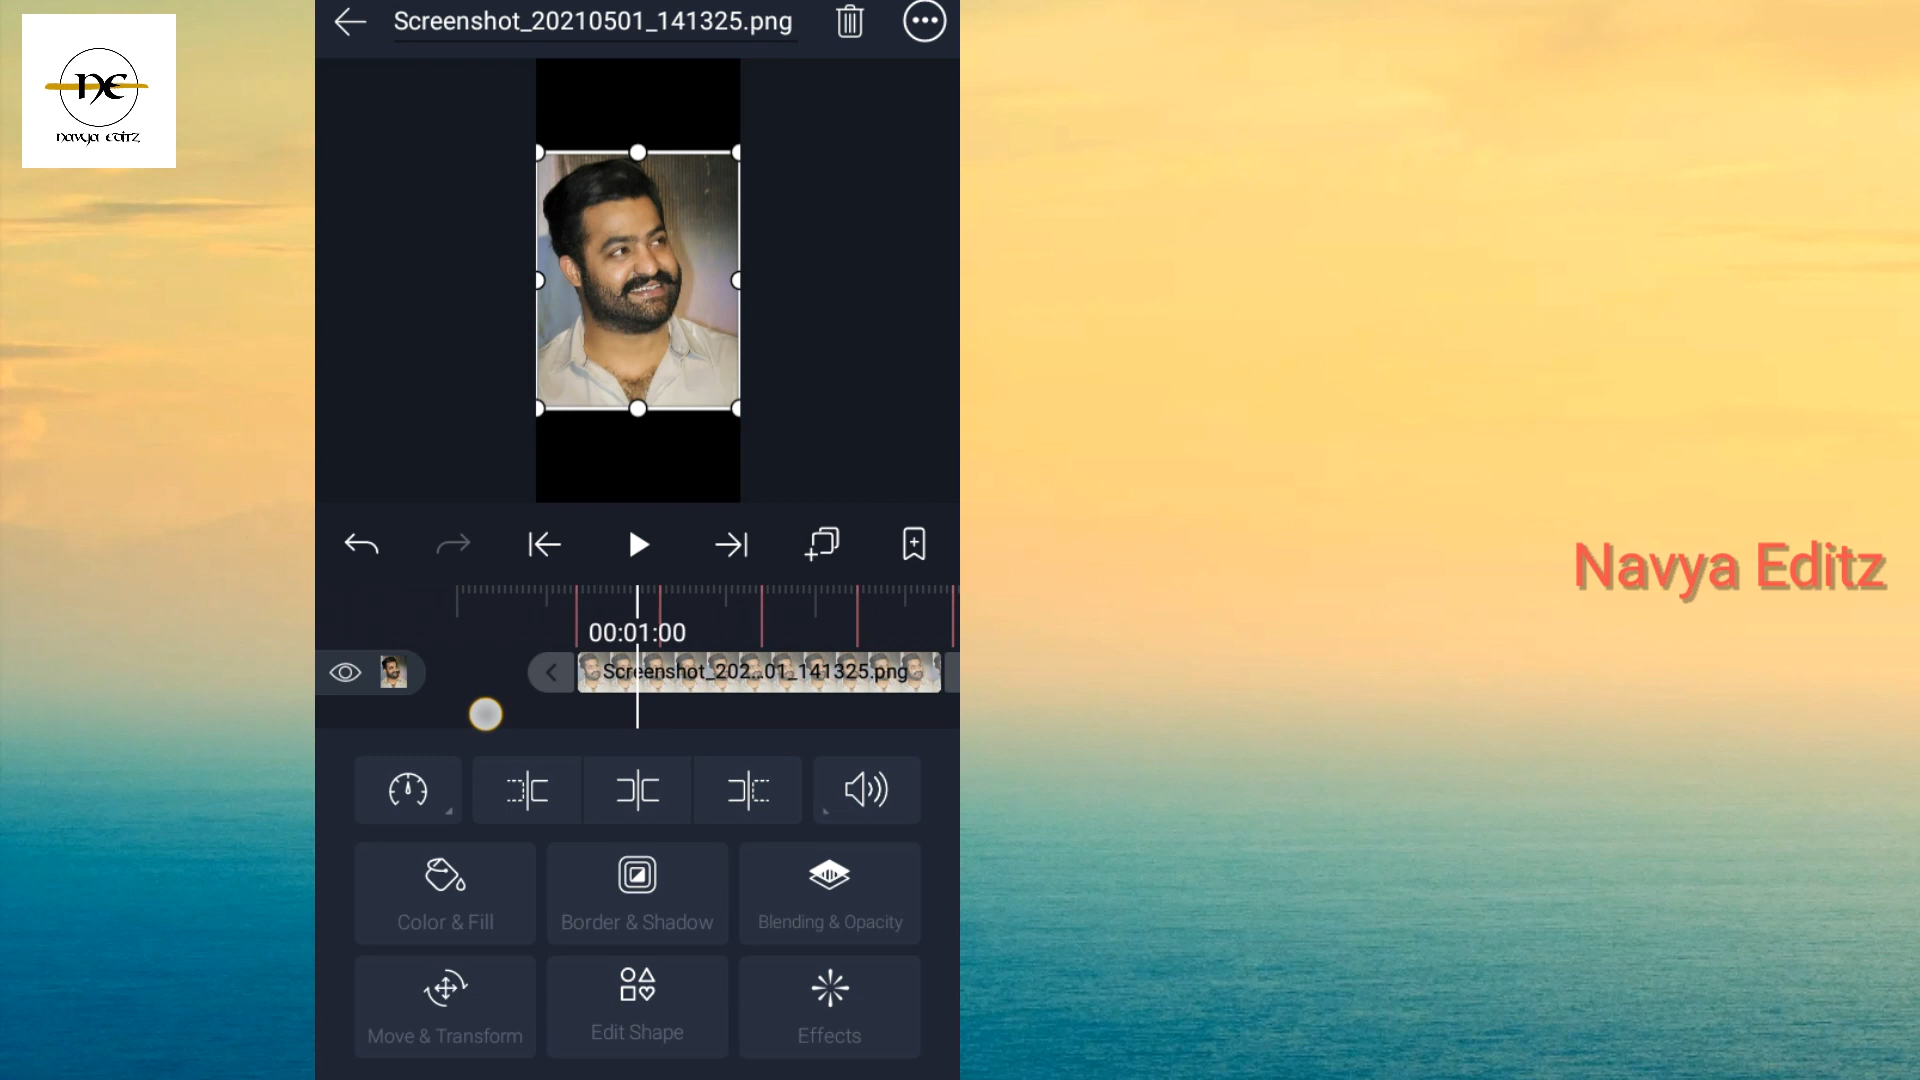 NE
Navya Editz
Screenshot_20210501_141325.png
Navya Editz
00:01:00
Screenshot_202...01_141325.png
Color & Fill
Border & Shadow
Blending & Opacity
Move & Transform
Edit Shape
Effects